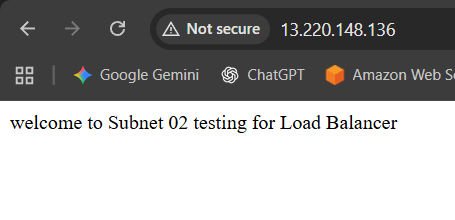 Not secure 13.220.148.136
Google Gemini ChatGPT Amazon Web
welcome to Subnet 02 testing for Load Balancer